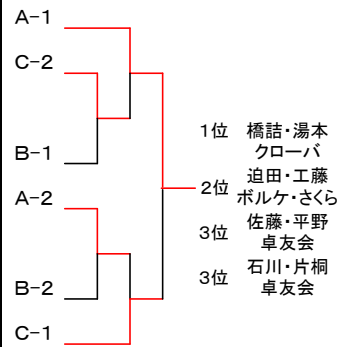 A-1
C-2
B-1
A-2
B-2
C-1
1位 橋詰・湯本
クローバ
2位 迫田・工藤
ボルケ・さくら
3位 佐藤・平野
卓友会
3位 石川・片桐
卓友会